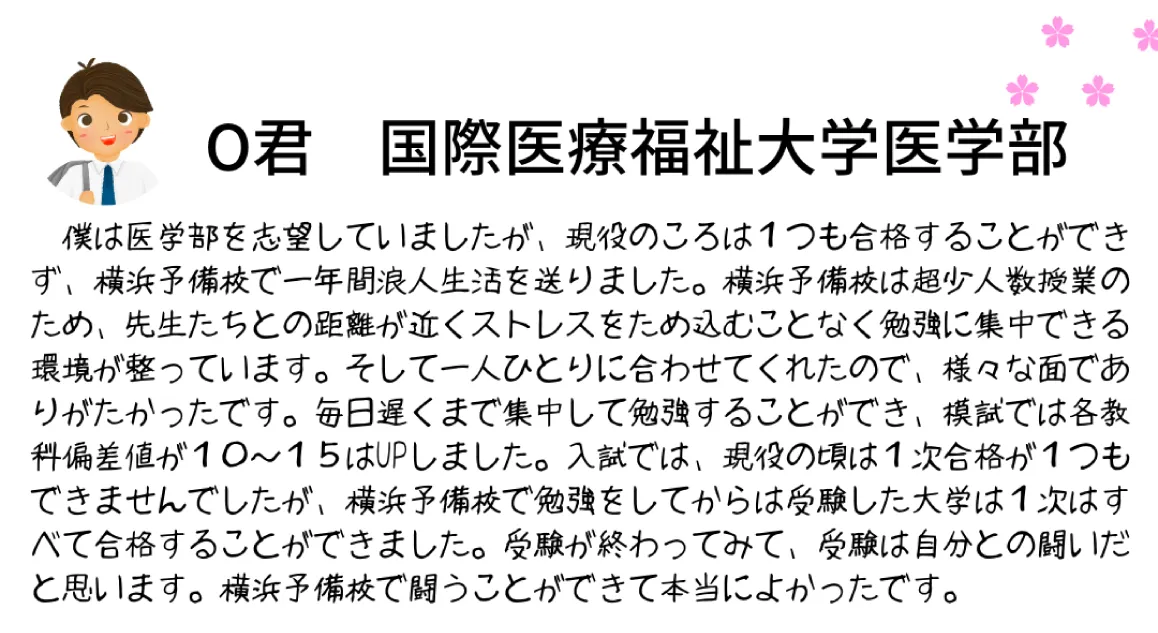 O君　国際医療福祉大学医学部
　僕は医学部を志望していましたが、現役のころは１つも合格することができ
ず、横浜予備校で一年間浪人生活を送りました。横浜予備校は超少人数授業の
ため、先生たちとの距離が近くストレスをため込むことなく勉強に集中できる
環境が整っています。そして一人ひとりに合わせてくれたので、様々な面であ
りがたかったです。毎日遅くまで集中して勉強することができ、模試では各教
科偏差値が１０～１５はUPしました。入試では、現役の頃は１次合格が１つも
できませんでしたが、横浜予備校で勉強をしてからは受験した大学は１次はす
べて合格することができました。受験が終わってみて、受験は自分との闘いだ
と思います。横浜予備校で闘うことができて本当によかったです。